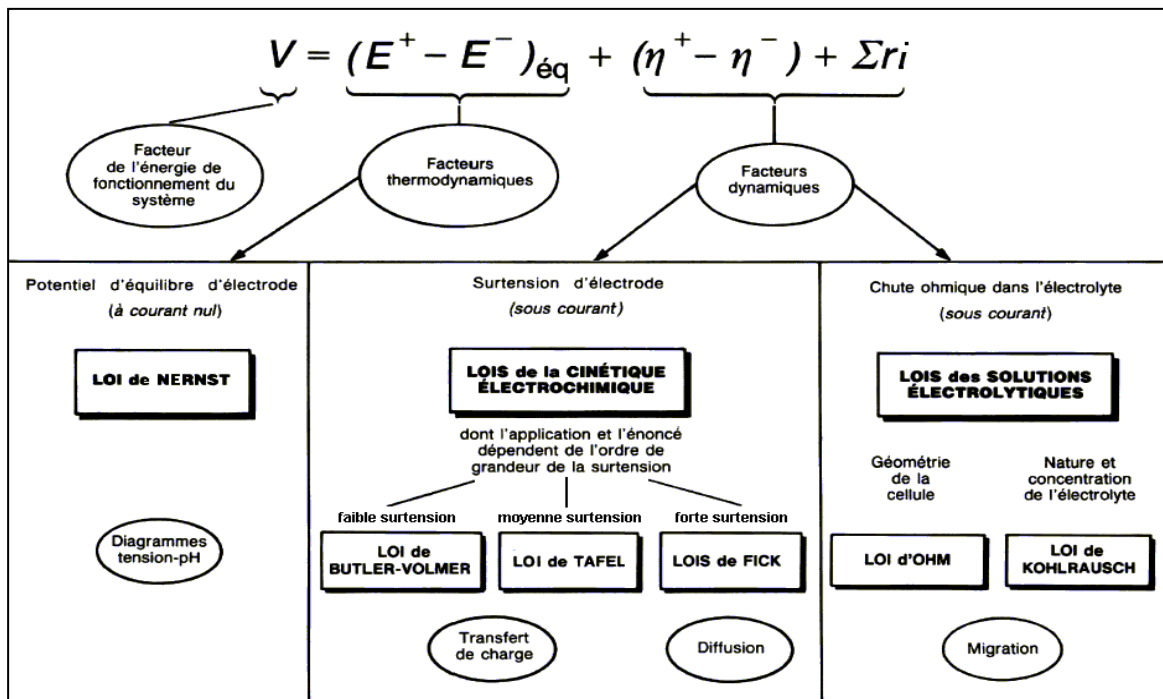 V = (E⁺ − E⁻)éq + (η⁺ − η⁻) + Σri
Facteur
de l'énergie de
fonctionnement du
système
Facteurs
thermodynamiques
Facteurs
dynamiques
Potentiel d'équilibre d'électrode
(à courant nul)
LOI de NERNST
Diagrammes
tension-pH
Surtension d'électrode
(sous courant)
LOIS de la CINÉTIQUE
ÉLECTROCHIMIQUE
dont l'application et l'énoncé
dépendent de l'ordre de
grandeur de la surtension
faible surtension
LOI de
BUTLER-VOLMER
moyenne surtension
LOI de TAFEL
forte surtension
LOIS de FICK
Transfert
de charge
Diffusion
Chute ohmique dans l'électrolyte
(sous courant)
LOIS des SOLUTIONS
ÉLECTROLYTIQUES
Géométrie
de la
cellule
LOI d'OHM
Nature et
concentration
de l'électrolyte
LOI de
KOHLRAUSCH
Migration